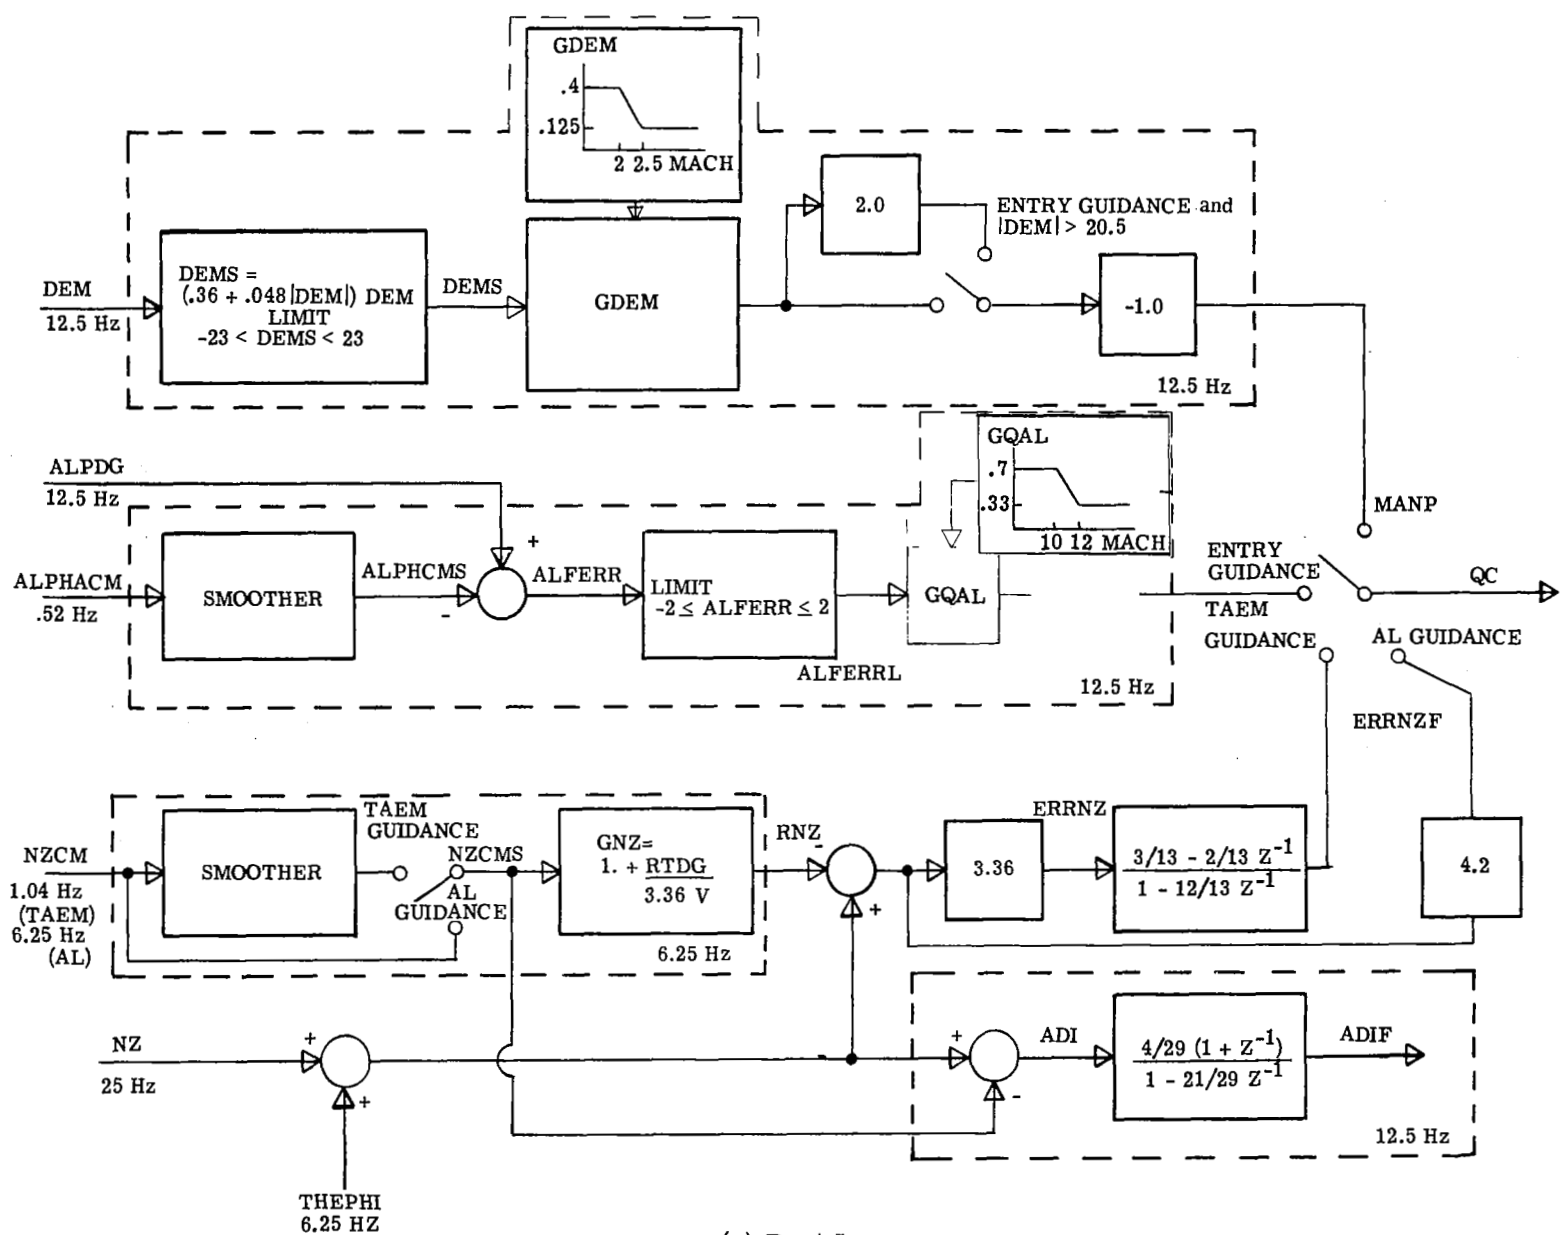 GDEM
.4
.125
2 2.5 MACH
2.0
ENTRY GUIDANCE and
|DEM| > 20.5
DEM
12.5 Hz
DEMS =
(.36 + .048|DEM|) DEM
LIMIT
-23 < DEMS < 23
DEMS
GDEM
-1.0
12.5 Hz
ALPDG
12.5 Hz
GQAL
.7
.33
10 12 MACH
MANP
ALPHACM
.52 Hz
SMOOTHER
ALPHCMS
+
-
ALFERR
LIMIT
-2 ≤ ALFERR ≤ 2
ALFERRL
GQAL
12.5 Hz
ENTRY
GUIDANCE
TAEM
GUIDANCE
QC
AL GUIDANCE
ERRNZF
NZCM
1.04 Hz
(TAEM)
6.25 Hz
(AL)
SMOOTHER
TAEM
GUIDANCE
NZCMS
AL
GUIDANCE
GNZ=
1. + RTDG
3.36 V
6.25 Hz
RNZ
-
+
3.36
ERRNZ
3/13 - 2/13 Z⁻¹
1 - 12/13 Z⁻¹
4.2
NZ
25 Hz
+
+
THEPHI
6.25 HZ
+
-
ADI
4/29 (1 + Z⁻¹)
1 - 21/29 Z⁻¹
ADIF
12.5 Hz